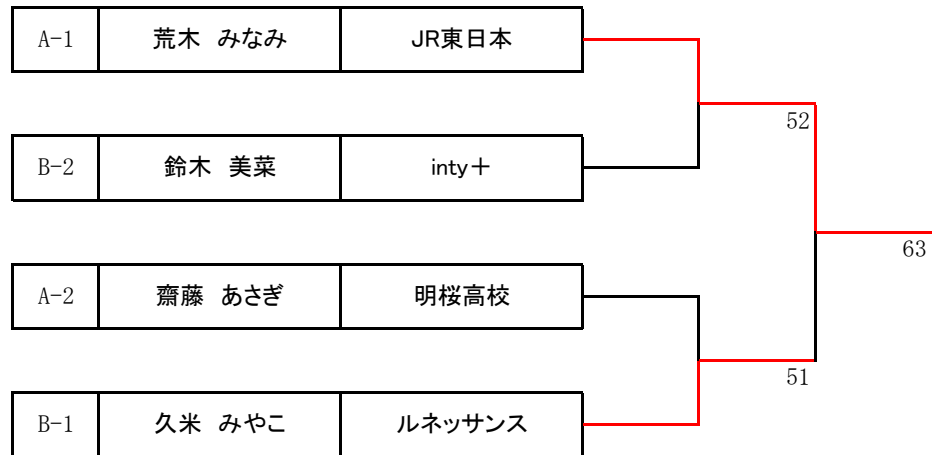 A-1 荒木 みなみ JR東日本
52
B-2 鈴木 美菜 inty＋
63
A-2 齋藤 あさぎ 明桜高校
51
B-1 久米 みやこ ルネッサンス